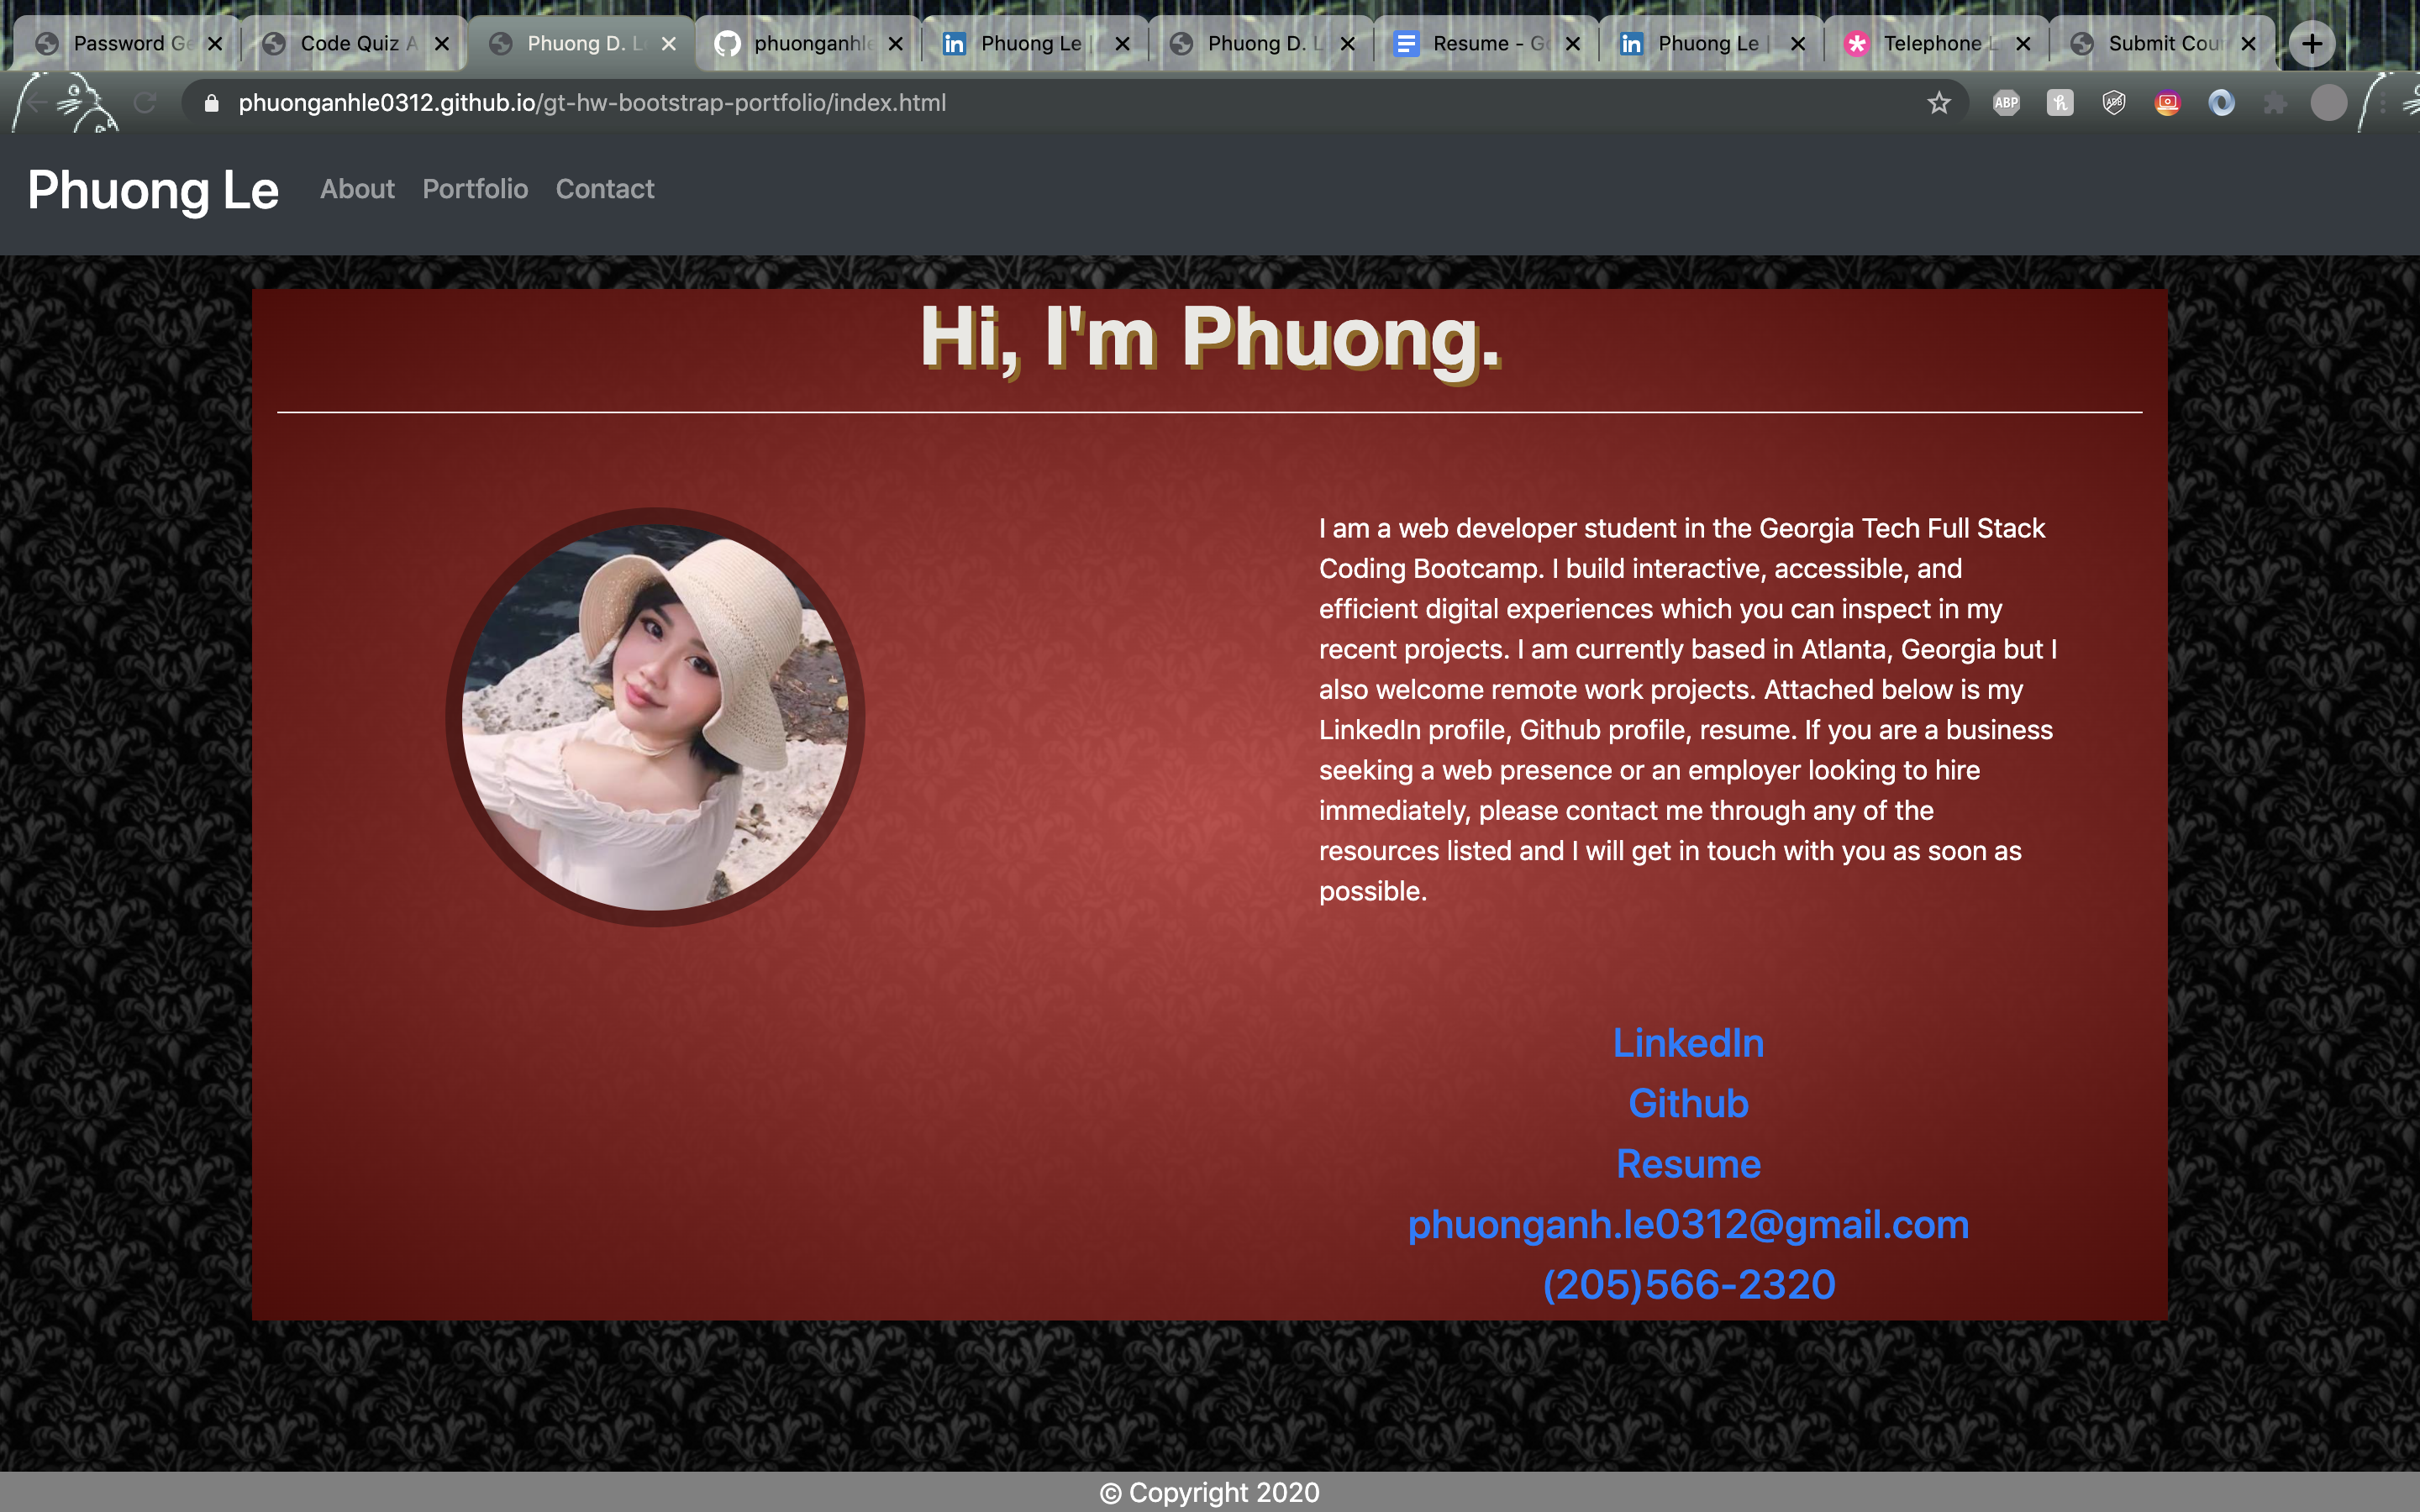 Password Ge
Code Quiz A
Phuong D. L
phuonganhle
Phuong Le
Phuong D. L
Resume - Go
Phuong Le
Telephone L
Submit Cour
phuonganhle0312.github.io/gt-hw-bootstrap-portfolio/index.html
ABP
Phuong Le
About
Portfolio
Contact
Hi, I'm Phuong.
I am a web developer student in the Georgia Tech Full Stack
Coding Bootcamp. I build interactive, accessible, and
efficient digital experiences which you can inspect in my
recent projects. I am currently based in Atlanta, Georgia but I
also welcome remote work projects. Attached below is my
LinkedIn profile, Github profile, resume. If you are a business
seeking a web presence or an employer looking to hire
immediately, please contact me through any of the
resources listed and I will get in touch with you as soon as
possible.
LinkedIn
Github
Resume
phuonganh.le0312@gmail.com
(205)566-2320
© Copyright 2020